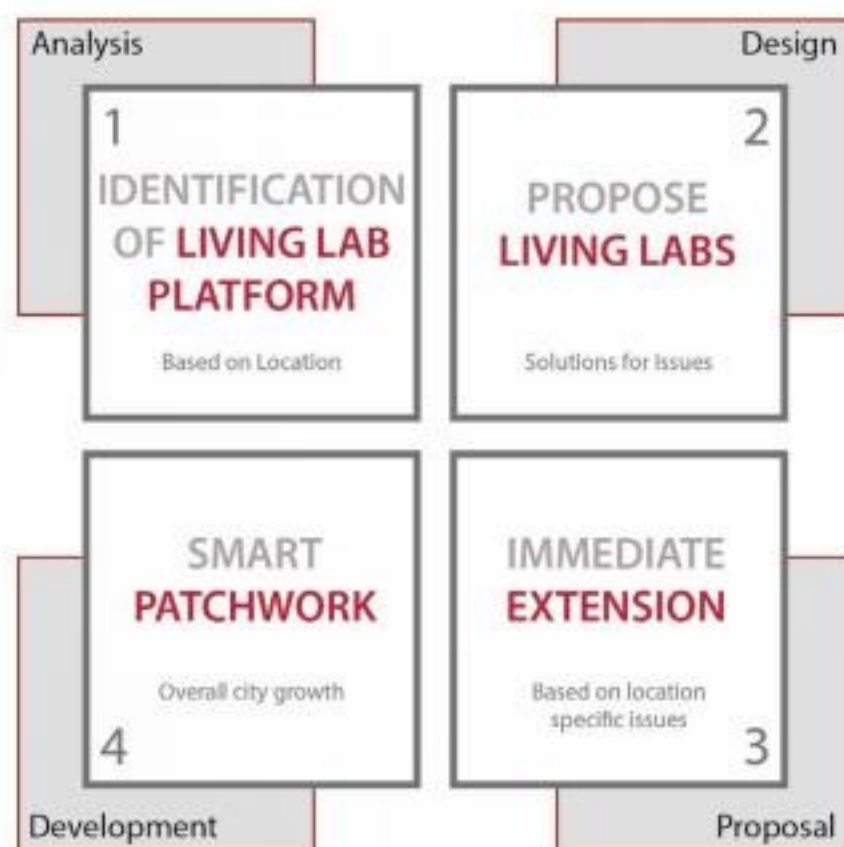 Analysis
1
IDENTIFICATION
OF LIVING LAB
PLATFORM
Based on Location
Design
2
PROPOSE
LIVING LABS
Solutions for Issues
IMMEDIATE
EXTENSION
Based on location
specific issues
3
Proposal
SMART
PATCHWORK
Overall city growth
4
Development